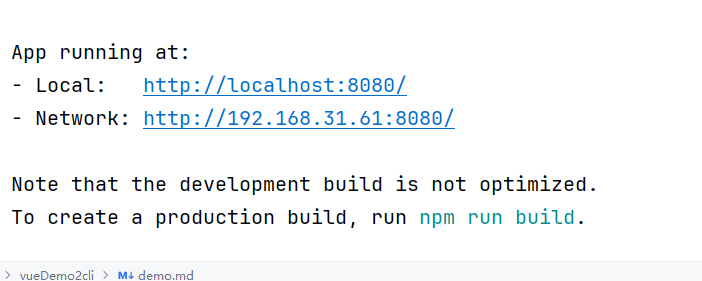 App running at:
- Local:   http://localhost:8080/
- Network: http://192.168.31.61:8080/
Note that the development build is not optimized.
To create a production build, run npm run build.
> vueDemo2cli > M↓ demo.md